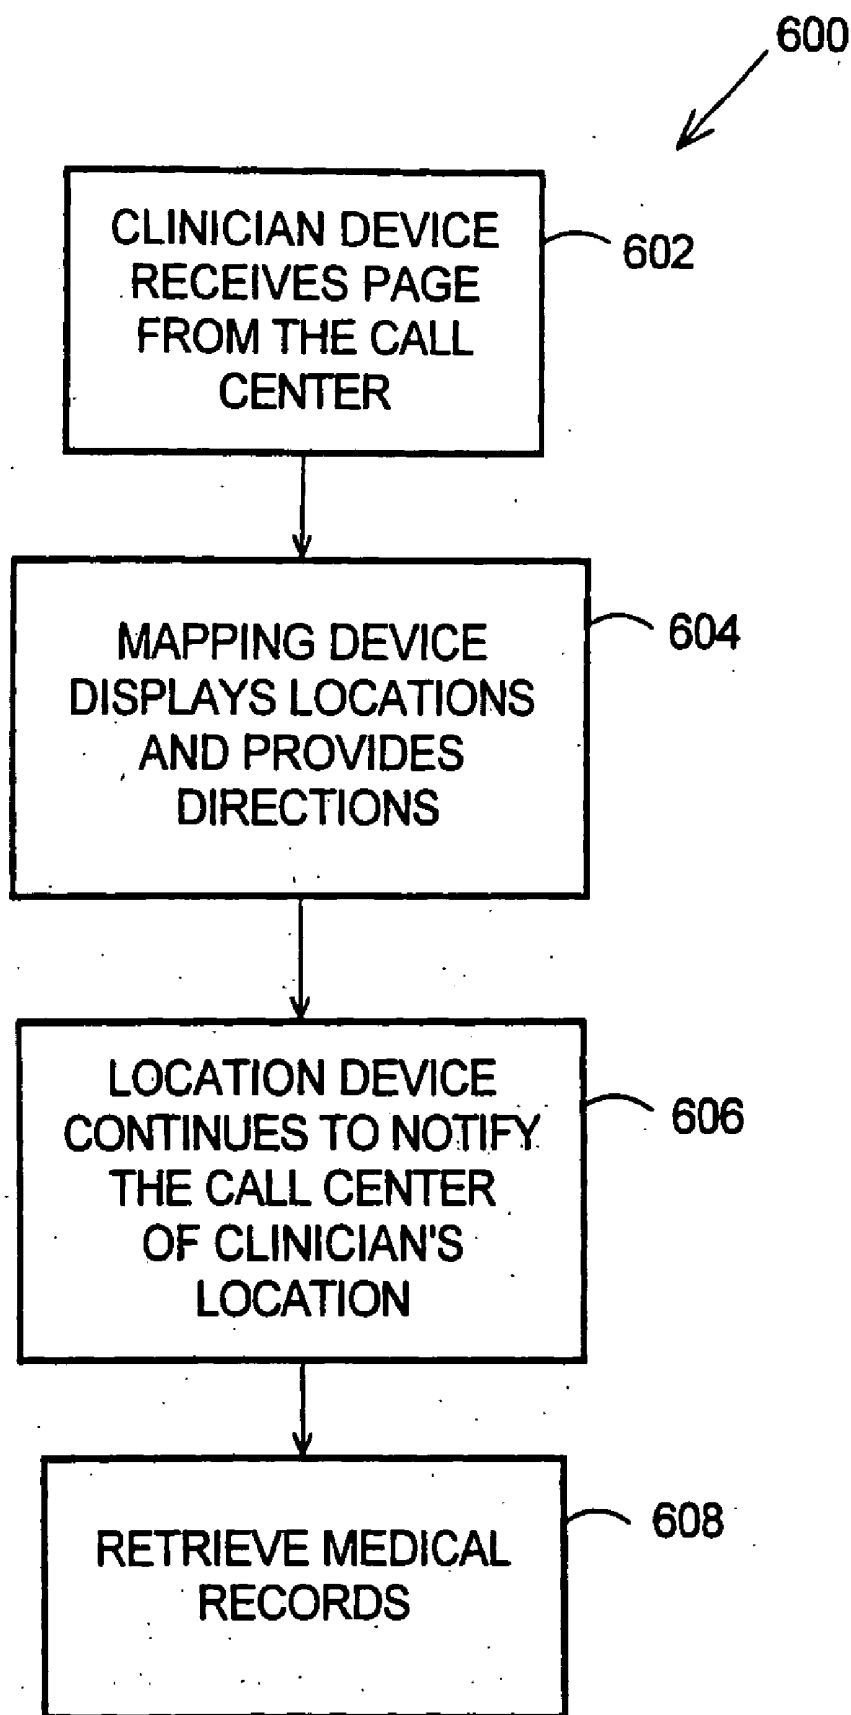 600
CLINICIAN DEVICE
RECEIVES PAGE
FROM THE CALL
CENTER
602
MAPPING DEVICE
DISPLAYS LOCATIONS
AND PROVIDES
DIRECTIONS
604
LOCATION DEVICE
CONTINUES TO NOTIFY
THE CALL CENTER
OF CLINICIAN'S
LOCATION
606
RETRIEVE MEDICAL
RECORDS
608